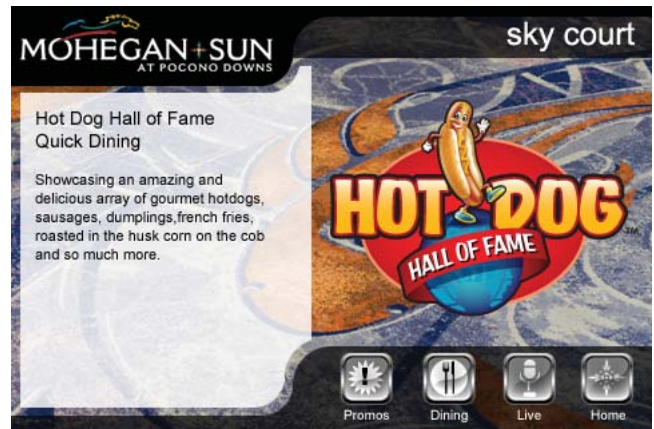 MOHEGAN SUN
AT POCONO DOWNS
sky court
Hot Dog Hall of Fame
Quick Dining
Showcasing an amazing and
delicious array of gourmet hotdogs,
sausages, dumplings,french fries,
roasted in the husk corn on the cob
and so much more.
HOT DOG
TM
HALL OF FAME
Promos
Dining
Live
Home